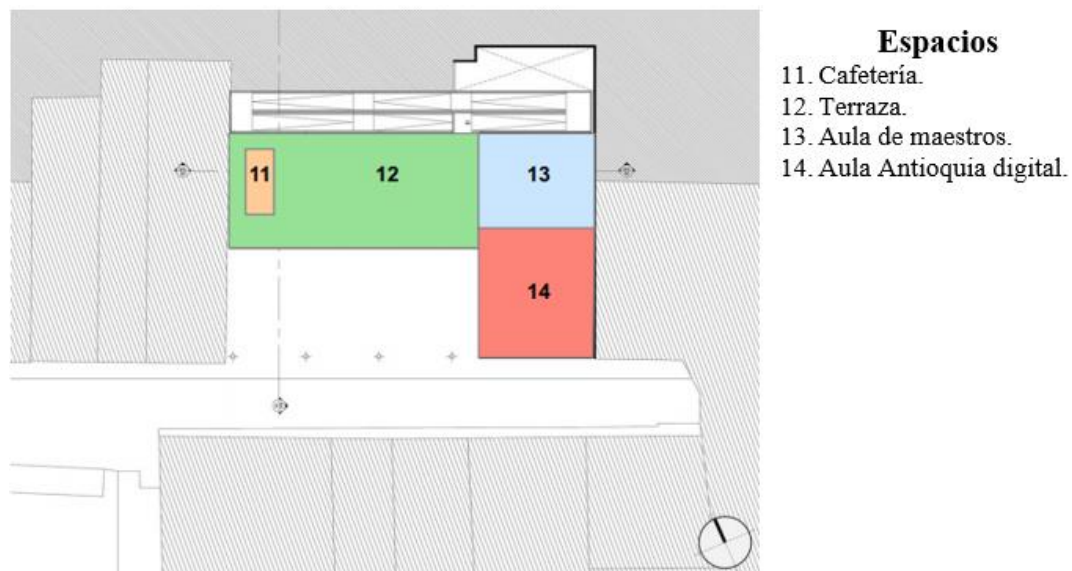 Espacios
11. Cafetería.
12. Terraza.
13. Aula de maestros.
14. Aula Antioquia digital.
11
12
13
14